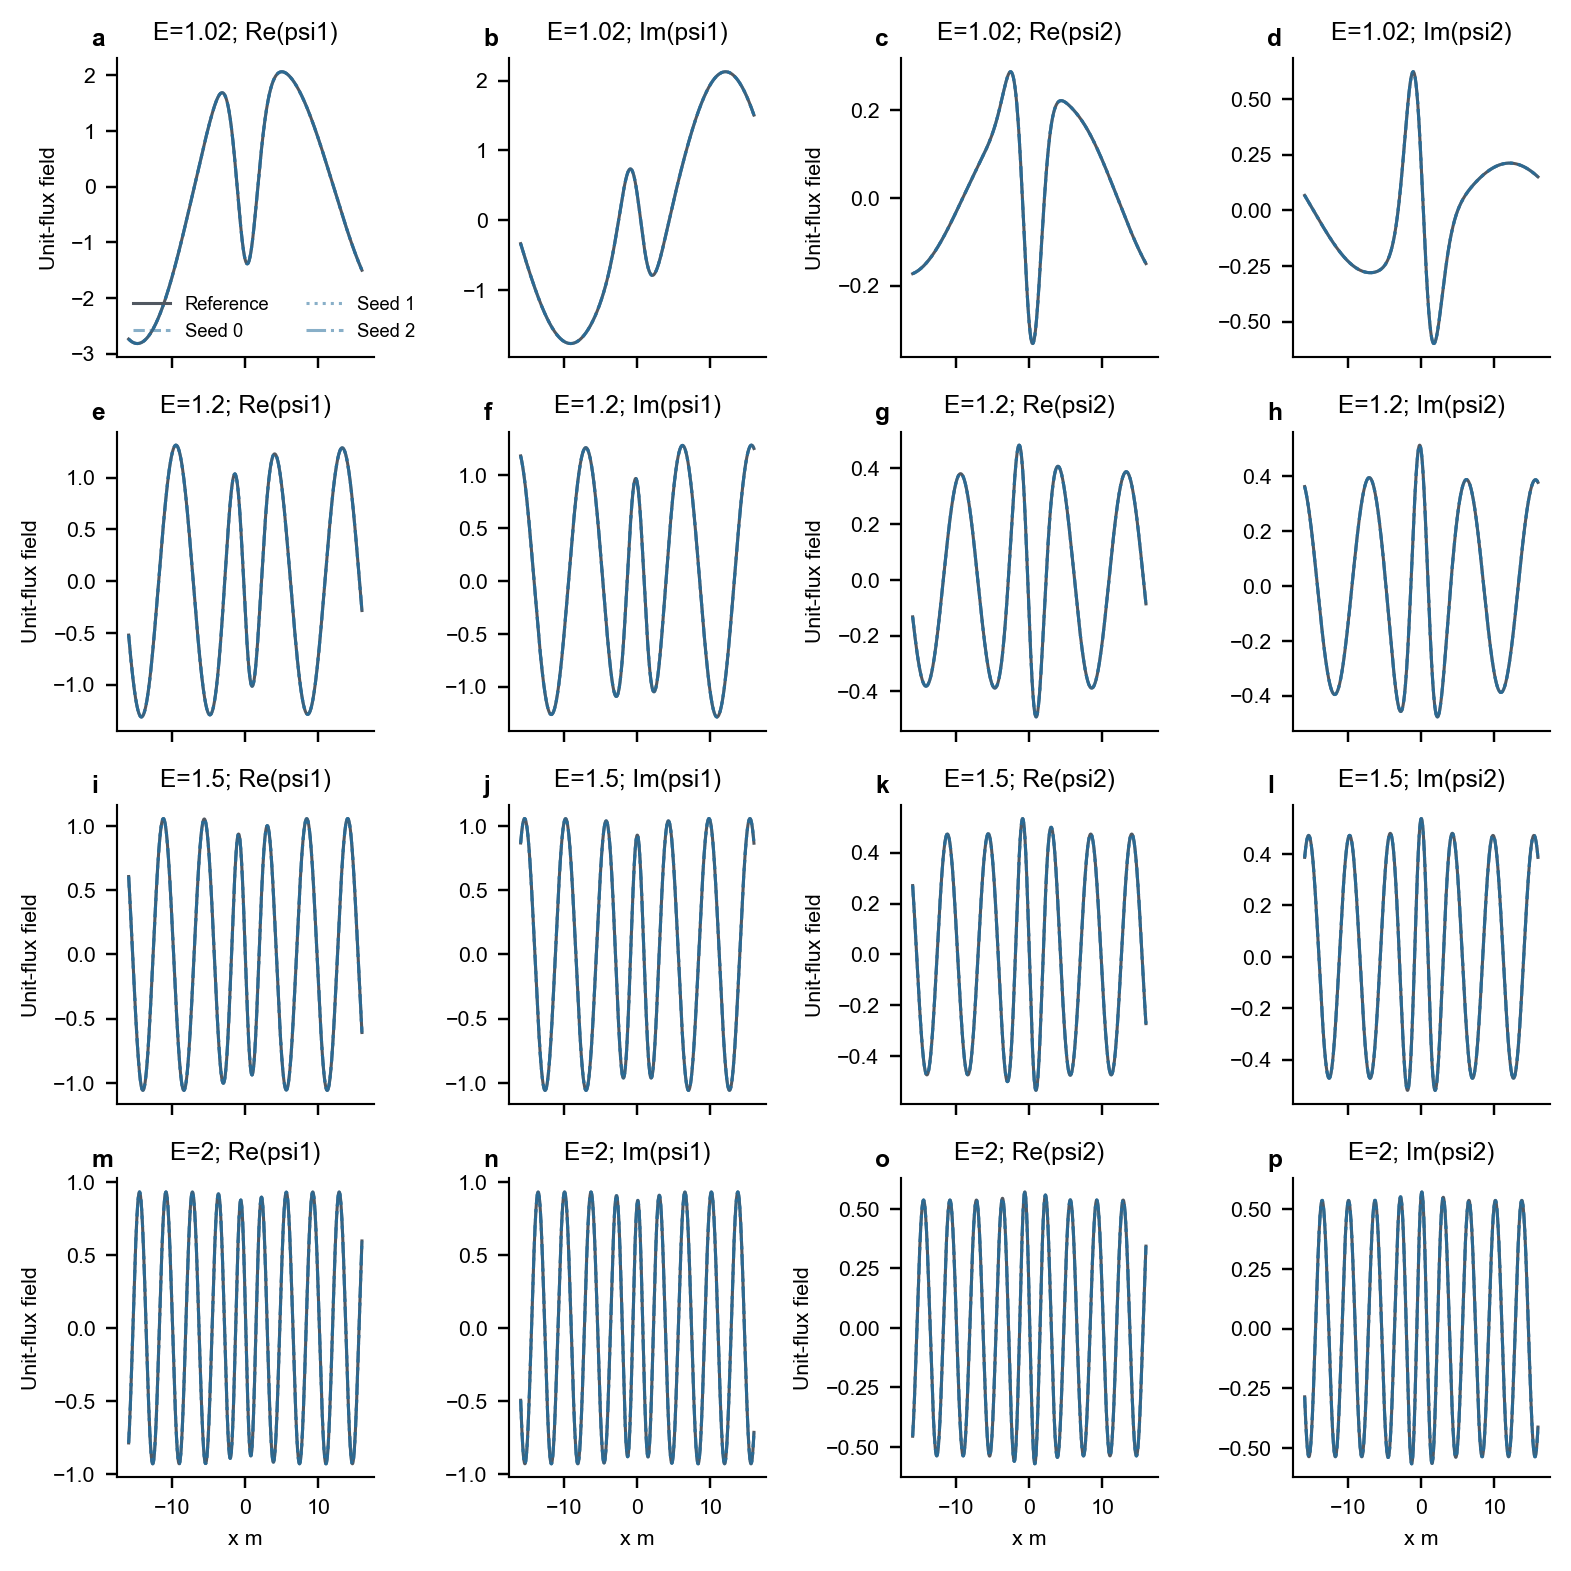 a E=1.02; Re(psi1)
b E=1.02; Im(psi1)
c E=1.02; Re(psi2)
d E=1.02; Im(psi2)
Unit-flux field
2
1
0
−1
−2
−3
Reference
Seed 0
Seed 1
Seed 2
2
1
0
−1
Unit-flux field
0.2
0.0
−0.2
0.50
0.25
0.00
−0.25
−0.50
e E=1.2; Re(psi1)
f E=1.2; Im(psi1)
g E=1.2; Re(psi2)
h E=1.2; Im(psi2)
Unit-flux field
1.0
0.5
0.0
−0.5
−1.0
1.0
0.5
0.0
−0.5
−1.0
Unit-flux field
0.4
0.2
0.0
−0.2
−0.4
0.4
0.2
0.0
−0.2
−0.4
i E=1.5; Re(psi1)
j E=1.5; Im(psi1)
k E=1.5; Re(psi2)
l E=1.5; Im(psi2)
Unit-flux field
1.0
0.5
0.0
−0.5
−1.0
1.0
0.5
0.0
−0.5
−1.0
Unit-flux field
0.4
0.2
0.0
−0.2
−0.4
0.4
0.2
0.0
−0.2
−0.4
m E=2; Re(psi1)
n E=2; Im(psi1)
o E=2; Re(psi2)
p E=2; Im(psi2)
Unit-flux field
1.0
0.5
0.0
−0.5
−1.0
1.0
0.5
0.0
−0.5
−1.0
Unit-flux field
0.50
0.25
0.00
−0.25
−0.50
0.50
0.25
0.00
−0.25
−0.50
−10 0 10
−10 0 10
−10 0 10
−10 0 10
x m
x m
x m
x m